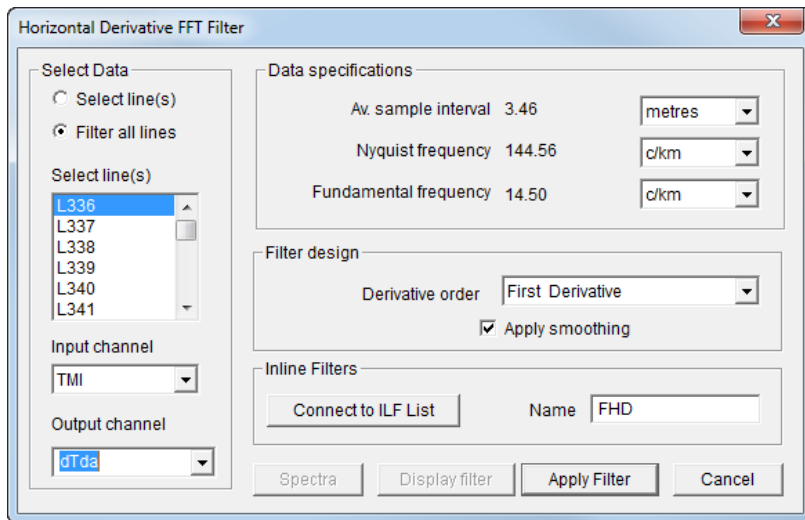 Horizontal Derivative FFT Filter
Select Data
Select line(s)
Filter all lines
Select line(s)
L336
L337
L338
L339
L340
L341
Input channel
TMI
Output channel
dTda
Data specifications
Av. sample interval 3.46 metres
Nyquist frequency 144.56 c/km
Fundamental frequency 14.50 c/km
Filter design
Derivative order First Derivative
Apply smoothing
Inline Filters
Connect to ILF List Name FHD
Spectra Display filter Apply Filter Cancel